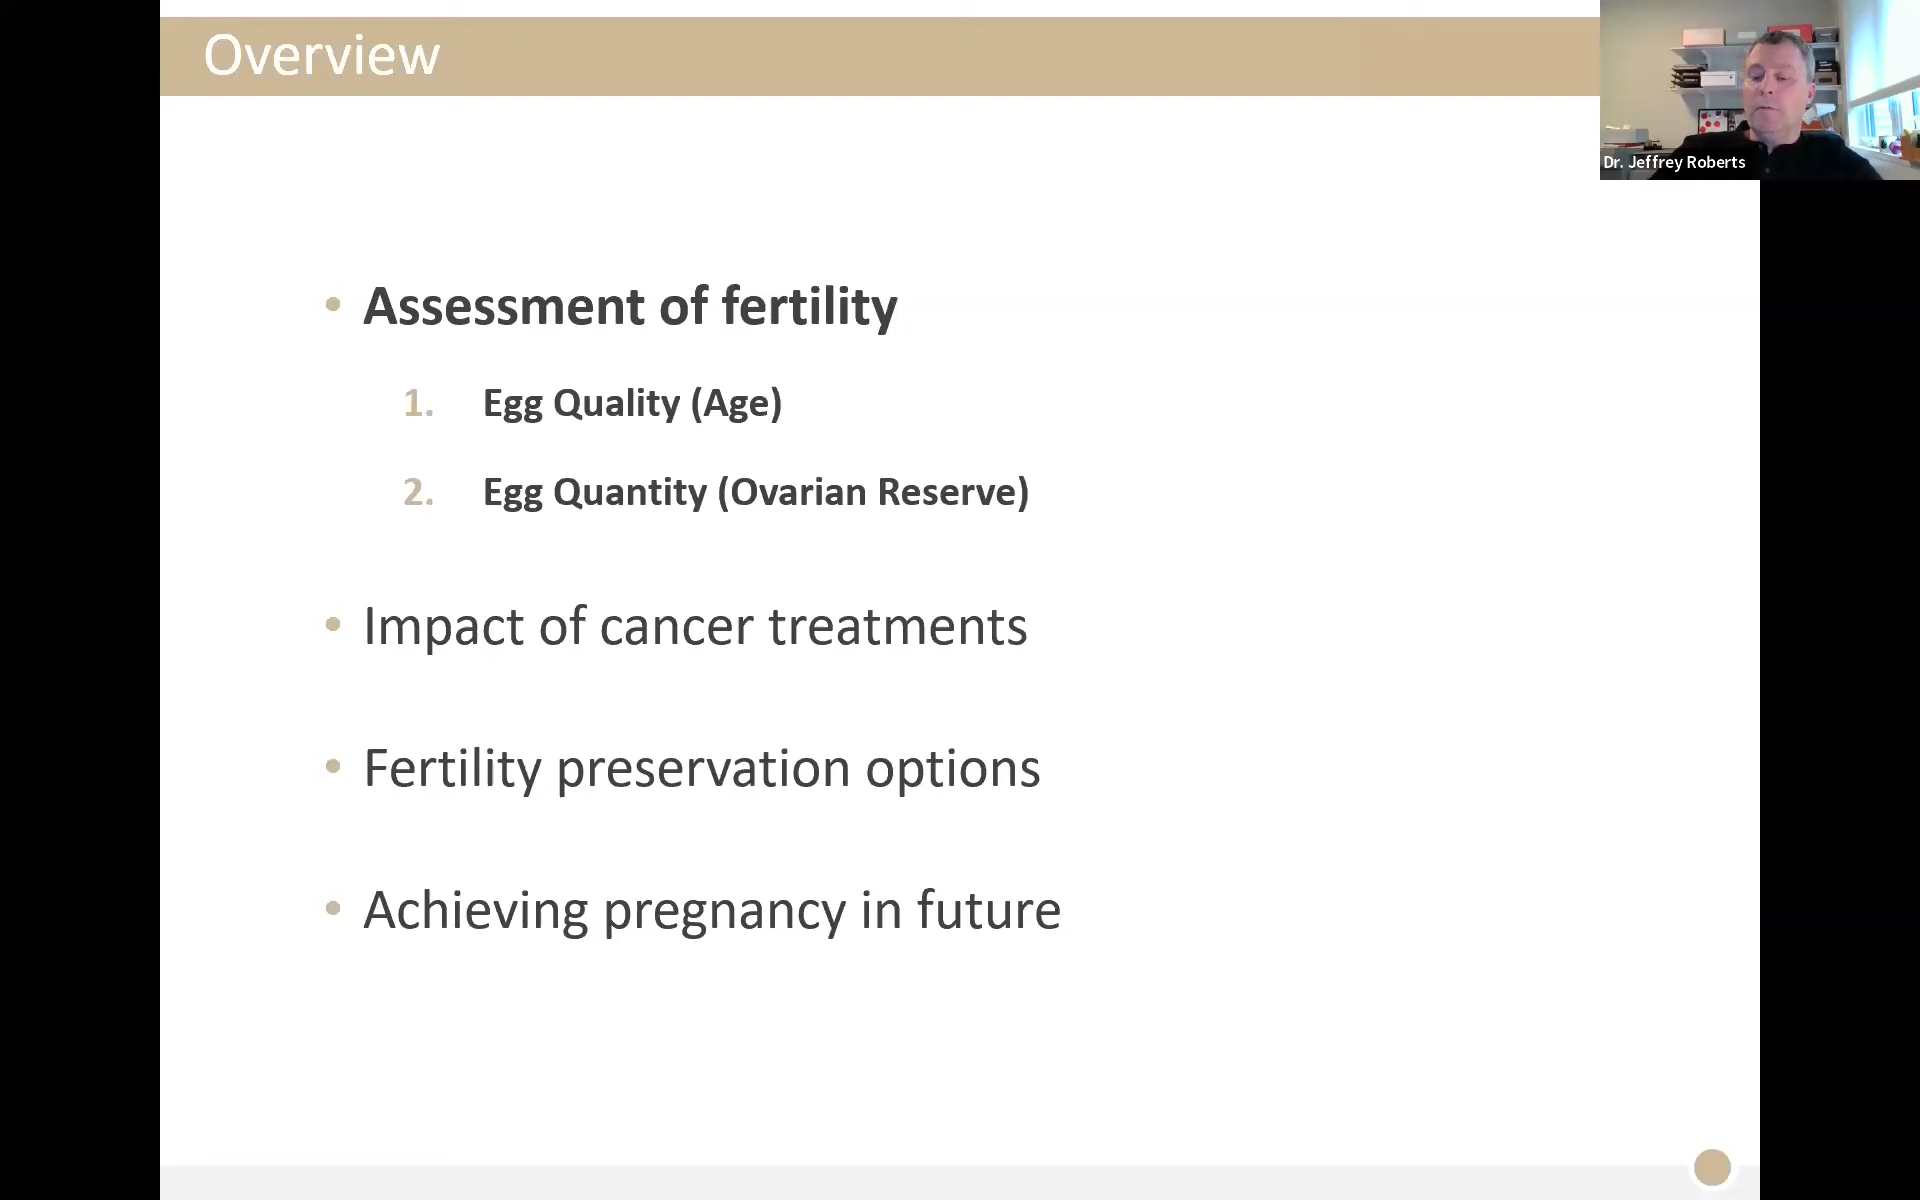 Overview
Dr. Jeffrey Roberts
• Assessment of fertility
1. Egg Quality (Age)
2. Egg Quantity (Ovarian Reserve)
• Impact of cancer treatments
• Fertility preservation options
• Achieving pregnancy in future